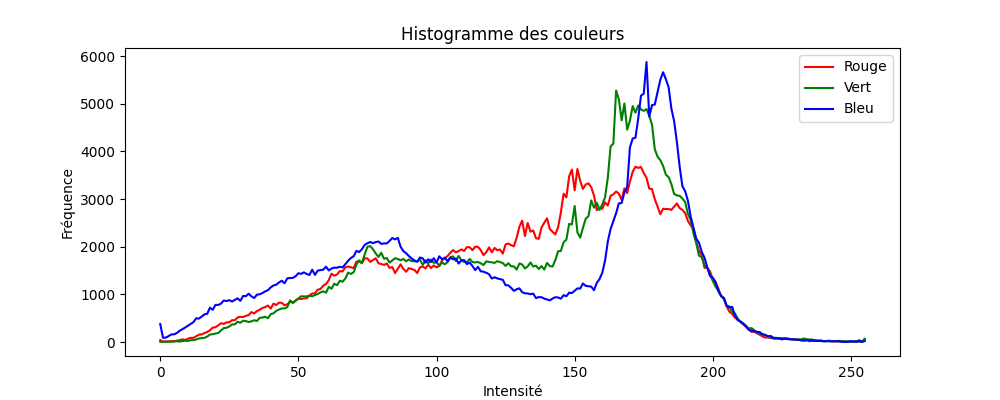 Histogramme des couleurs
Fréquence
6000
5000
4000
3000
2000
1000
0
0 50 100 150 200 250
Intensité
Rouge
Vert
Bleu